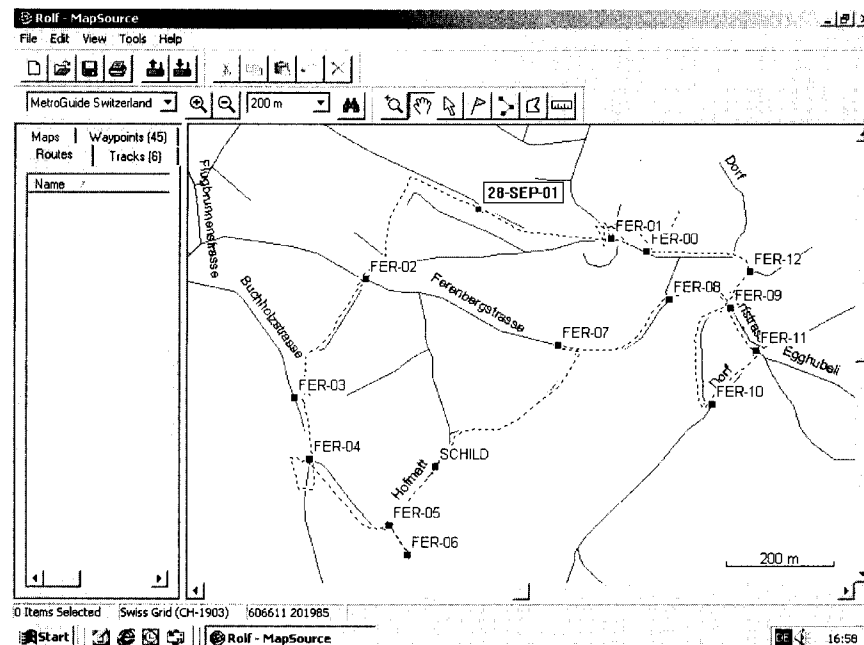 Rolf - MapSource
File Edit View Tools Help
MetroGuide Switzerland
200 m
Maps
Waypoints (45)
Routes
Tracks (6)
Name
Flugbrunnenstrasse
Dorf
28-SEP-01
FER-01
FER-00
FER-12
FER-02
Buchholzstrasse
Ferenbergstrasse
FER-08
FER-09
FER-07
FER-11
Egghubeli
Dorf
FER-10
FER-03
FER-04
SCHILD
Hofmatt
FER-05
FER-06
200 m
0 Items Selected Swiss Grid (CH-1903) 606611 201985
Start Rolf - MapSource DE 16:58